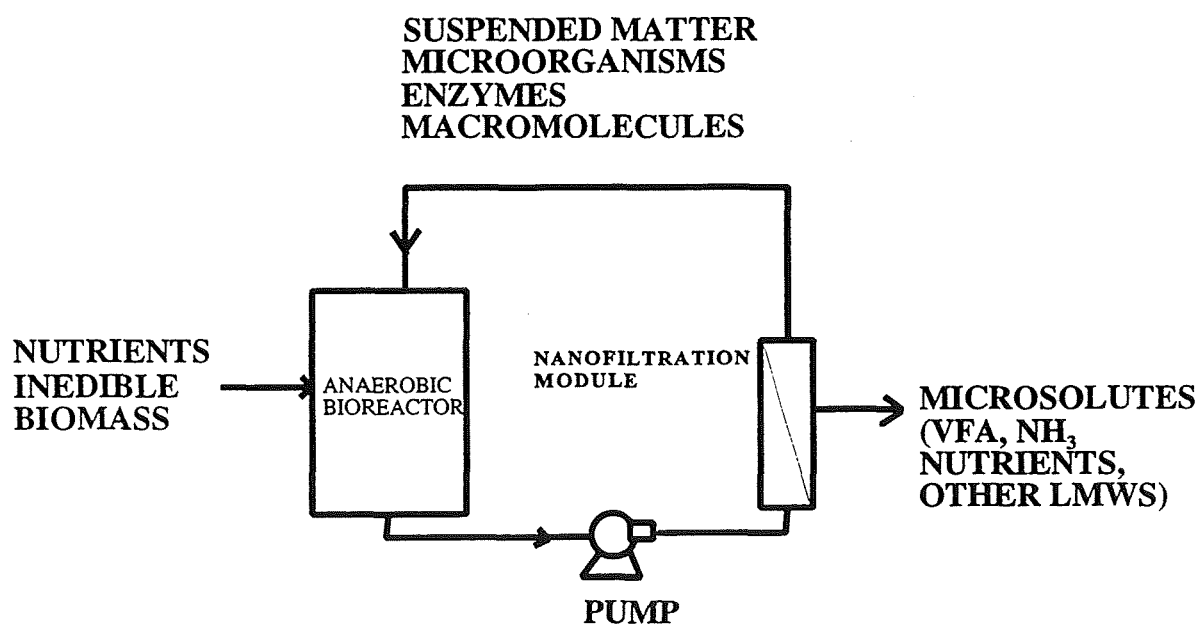 SUSPENDED MATTER
MICROORGANISMS
ENZYMES
MACROMOLECULES
NUTRIENTS
INEDIBLE
BIOMASS
ANAEROBIC
BIOREACTOR
NANOFILTRATION
MODULE
MICROSOLUTES
(VFA, NH₃
NUTRIENTS,
OTHER LMWS)
PUMP